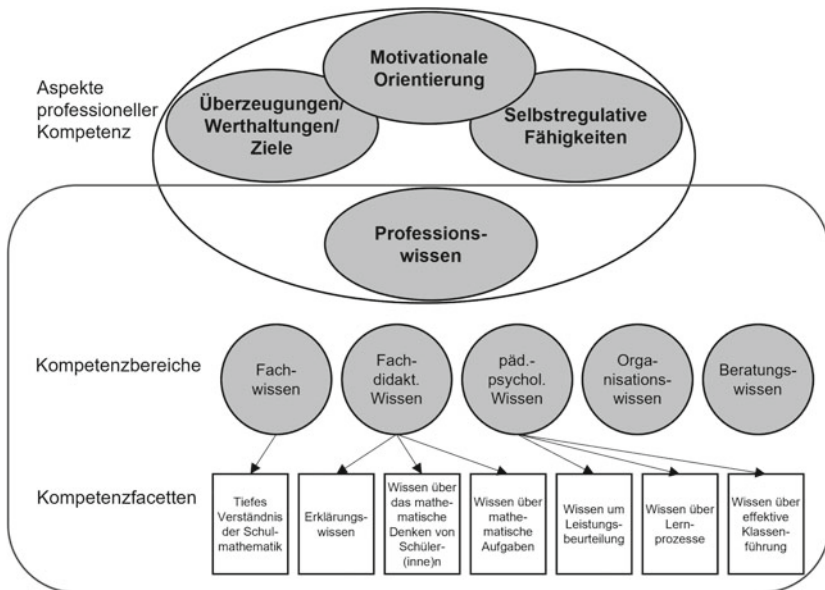 Aspekte
professioneller
Kompetenz
Motivationale
Orientierung
Überzeugungen/
Werthaltungen/
Ziele
Selbstregulative
Fähigkeiten
Professions-
wissen
Kompetenzbereiche
Fach-
wissen
Fach-
didakt.
Wissen
päd.-
psychol.
Wissen
Orga-
nisations-
wissen
Beratungs-
wissen
Kompetenzfacetten
Tiefes
Verständnis
der Schul-
mathematik
Erklärungs-
wissen
Wissen über
das mathe-
matische
Denken von
Schüler-
(inne)n
Wissen über
mathe-
matische
Aufgaben
Wissen um
Leistungs-
beurteilung
Wissen über
Lern-
prozesse
Wissen über
effektive
Klassen-
führung